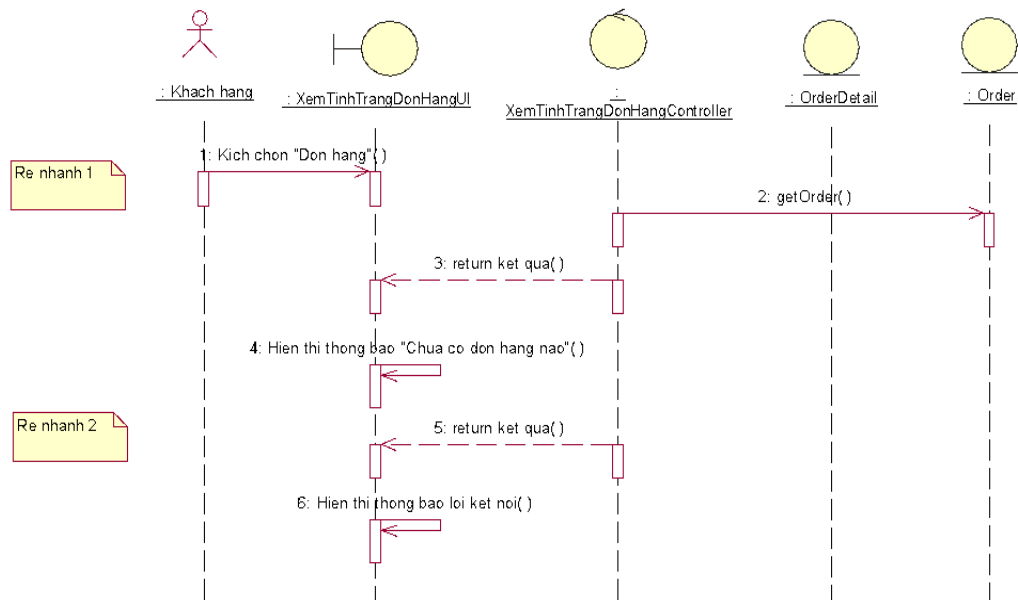 : Khach hang
: XemTinhTrangDonHangUI
:
XemTinhTrangDonHangController
: OrderDetail
: Order
Re nhanh 1
1: Kich chon "Don hang"( )
2: getOrder( )
3: return ket qua( )
4: Hien thi thong bao "Chua co don hang nao"( )
Re nhanh 2
5: return ket qua( )
6: Hien thi thong bao loi ket noi( )